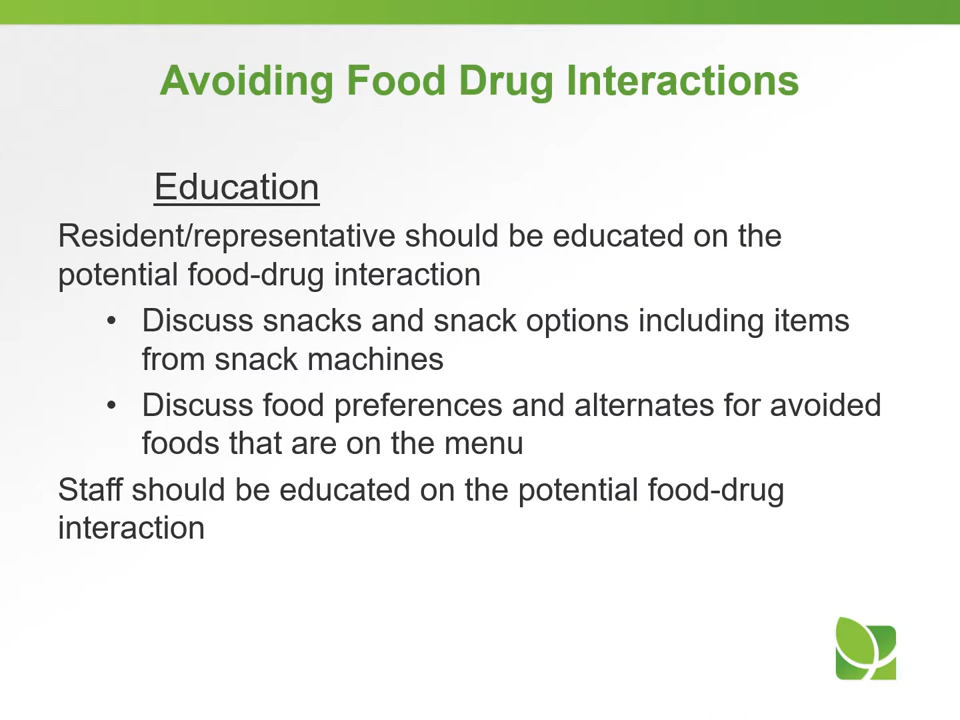 Avoiding Food Drug Interactions
Education
Resident/representative should be educated on the
potential food-drug interaction
• Discuss snacks and snack options including items
from snack machines
• Discuss food preferences and alternates for avoided
foods that are on the menu
Staff should be educated on the potential food-drug
interaction